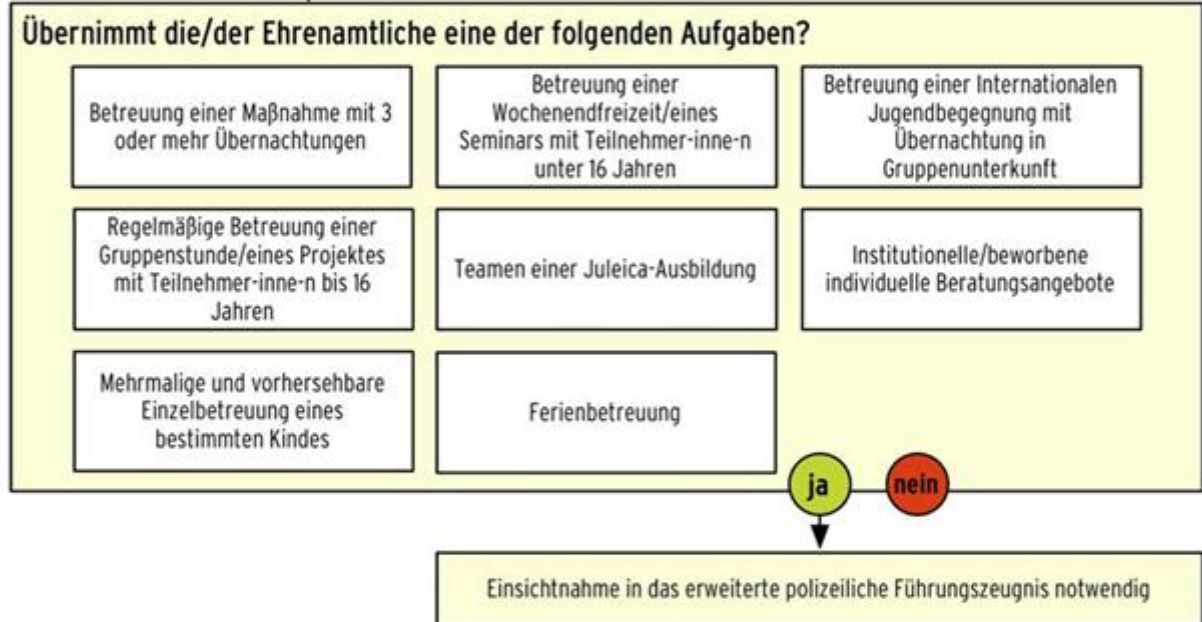 Übernimmt die/der Ehrenamtliche eine der folgenden Aufgaben?
Betreuung einer Maßnahme mit 3
oder mehr Übernachtungen
Betreuung einer
Wochenendfreizeit/eines
Seminars mit Teilnehmer-inne-n
unter 16 Jahren
Betreuung einer Internationalen
Jugendbegegnung mit
Übernachtung in
Gruppenunterkunft
Regelmäßige Betreuung einer
Gruppenstunde/eines Projektes
mit Teilnehmer-inne-n bis 16
Jahren
Teamen einer Juleica-Ausbildung
Institutionelle/beworbene
individuelle Beratungsangebote
Mehrmalige und vorhersehbare
Einzelbetreuung eines
bestimmten Kindes
Ferienbetreuung
ja
nein
Einsichtnahme in das erweiterte polizeiliche Führungszeugnis notwendig